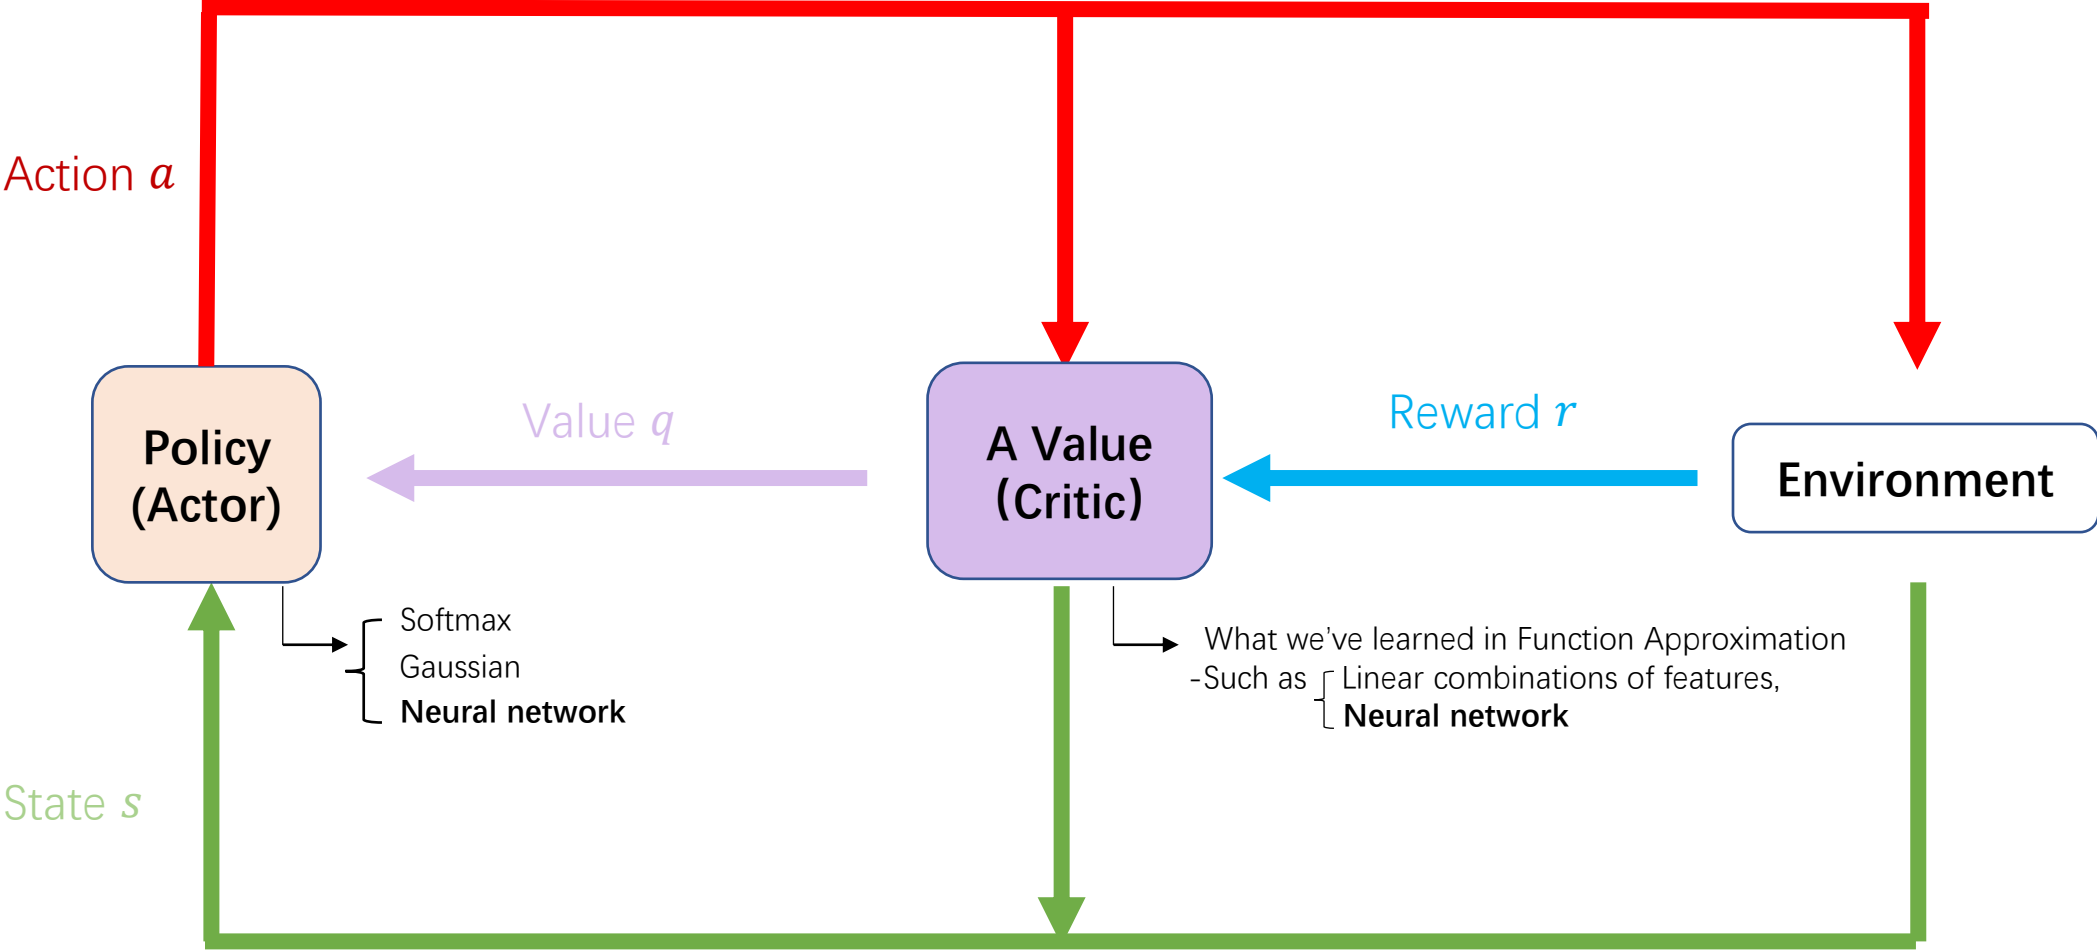 Action a
Policy
(Actor)
Value q
A Value
(Critic)
Reward r
Environment
Softmax
Gaussian
Neural network
What we’ve learned in Function Approximation
-Such as Linear combinations of features,
Neural network
State s